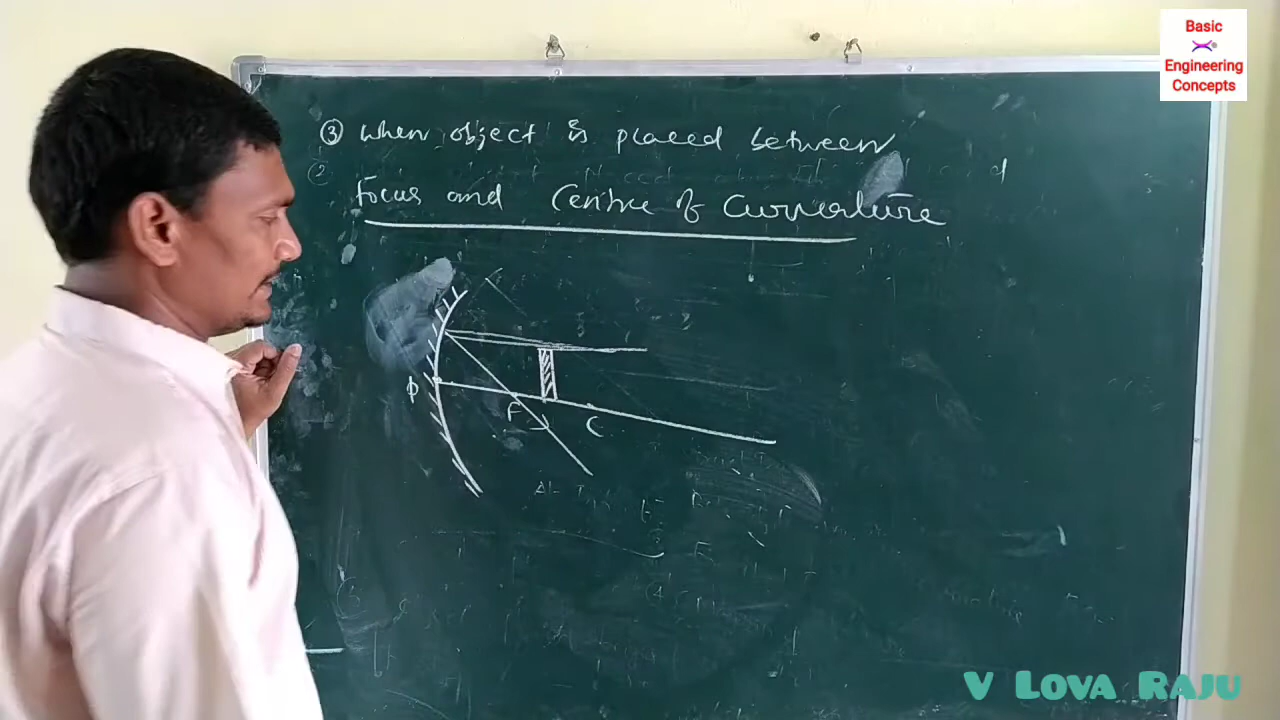 Basic
Engineering
Concepts
③ When object is placed between
Focus and Centre of Curvature
P
F
C
V LOVA RAJU